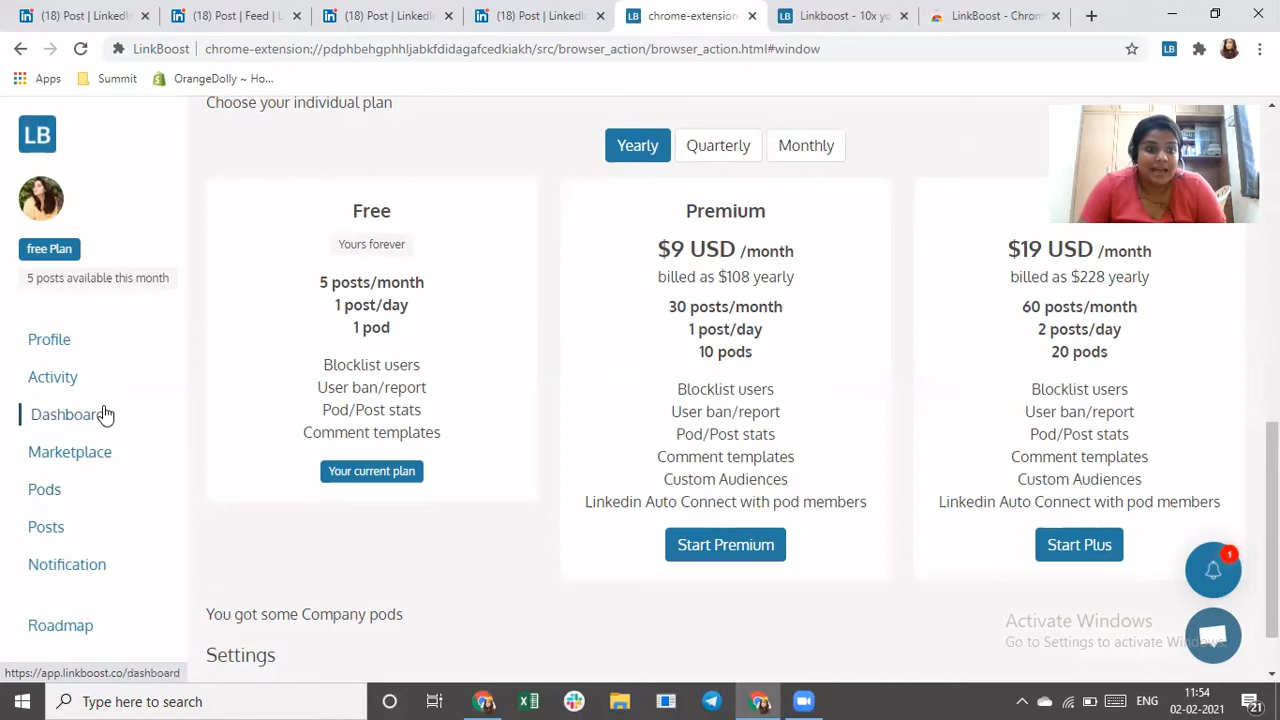 (18) Post | LinkedI
(18) Post | Feed | L
(18) Post | LinkedI
(18) Post | LinkedI
chrome-extension
Linkboost - 10x yo
LinkBoost - Chrom
LinkBoost
chrome-extension://pdphbehgphhljabkfdidagafcedkiakh/src/browser_action/browser_action.html#window
LB
Apps
Summit
OrangeDolly ~ Ho...
LB
free Plan
5 posts available this month
Profile
Activity
Dashboard
Marketplace
Pods
Posts
Notification
Roadmap
Choose your individual plan
Yearly
Quarterly
Monthly
Free
Yours forever
5 posts/month
1 post/day
1 pod
Blocklist users
User ban/report
Pod/Post stats
Comment templates
Your current plan
Premium
$9 USD /month
billed as $108 yearly
30 posts/month
1 post/day
10 pods
Blocklist users
User ban/report
Pod/Post stats
Comment templates
Custom Audiences
Linkedin Auto Connect with pod members
Start Premium
$19 USD /month
billed as $228 yearly
60 posts/month
2 posts/day
20 pods
Blocklist users
User ban/report
Pod/Post stats
Comment templates
Custom Audiences
Linkedin Auto Connect with pod members
Start Plus
1
You got some Company pods
Settings
Activate Windows
Go to Settings to activate Windows.
https://app.linkboost.co/dashboard
Type here to search
ENG
11:54
02-02-2021
21